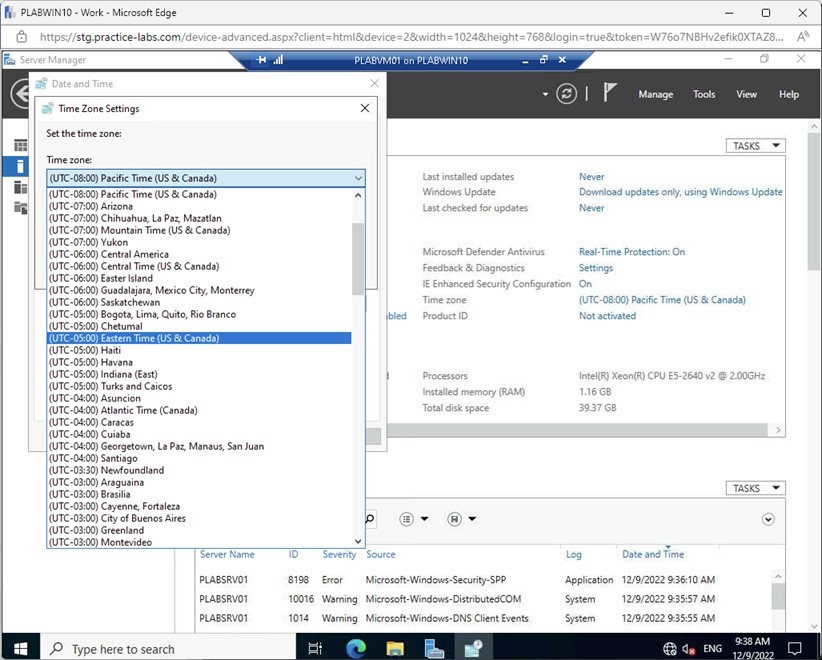 PLABWIN10 - Work - Microsoft Edge
https://stg.practice-labs.com/device-advanced.aspx?client=html&device=2&width=1024&height=768&login=true&token=W76o7NBHv2efik0XTAZ8...
Server Manager
PLABVM01 on PLABWIN10
Date and Time
Time Zone Settings
Manage Tools View Help
Set the time zone:
Time zone:
(UTC-08:00) Pacific Time (US & Canada)
(UTC-08:00) Pacific Time (US & Canada)
(UTC-07:00) Arizona
(UTC-07:00) Chihuahua, La Paz, Mazatlan
(UTC-07:00) Mountain Time (US & Canada)
(UTC-07:00) Yukon
(UTC-06:00) Central America
(UTC-06:00) Central Time (US & Canada)
(UTC-06:00) Easter Island
(UTC-06:00) Guadalajara, Mexico City, Monterrey
(UTC-06:00) Saskatchewan
(UTC-05:00) Bogota, Lima, Quito, Rio Branco
(UTC-05:00) Chetumal
(UTC-05:00) Eastern Time (US & Canada)
(UTC-05:00) Haiti
(UTC-05:00) Havana
(UTC-05:00) Indiana (East)
(UTC-05:00) Turks and Caicos
(UTC-04:00) Asuncion
(UTC-04:00) Atlantic Time (Canada)
(UTC-04:00) Caracas
(UTC-04:00) Cuiaba
(UTC-04:00) Georgetown, La Paz, Manaus, San Juan
(UTC-04:00) Santiago
(UTC-03:30) Newfoundland
(UTC-03:00) Araguaina
(UTC-03:00) Brasilia
(UTC-03:00) Cayenne, Fortaleza
(UTC-03:00) City of Buenos Aires
(UTC-03:00) Greenland
(UTC-03:00) Montevideo
TASKS
Last installed updates Never
Windows Update Download updates only, using Windows Update
Last checked for updates Never
Microsoft Defender Antivirus Real-Time Protection: On
Feedback & Diagnostics Settings
IE Enhanced Security Configuration On
Time zone (UTC-08:00) Pacific Time (US & Canada)
Product ID Not activated
Processors Intel(R) Xeon(R) CPU E5-2640 v2 @ 2.00GHz
Installed memory (RAM) 1.16 GB
Total disk space 39.37 GB
TASKS
Server Name ID Severity Source Log Date and Time
PLABSRV01 8198 Error Microsoft-Windows-Security-SPP Application 12/9/2022 9:36:10 AM
PLABSRV01 10016 Warning Microsoft-Windows-DistributedCOM System 12/9/2022 9:35:57 AM
PLABSRV01 1014 Warning Microsoft-Windows-DNS Client Events System 12/9/2022 9:35:55 AM
Type here to search
ENG
9:38 AM
12/9/2022